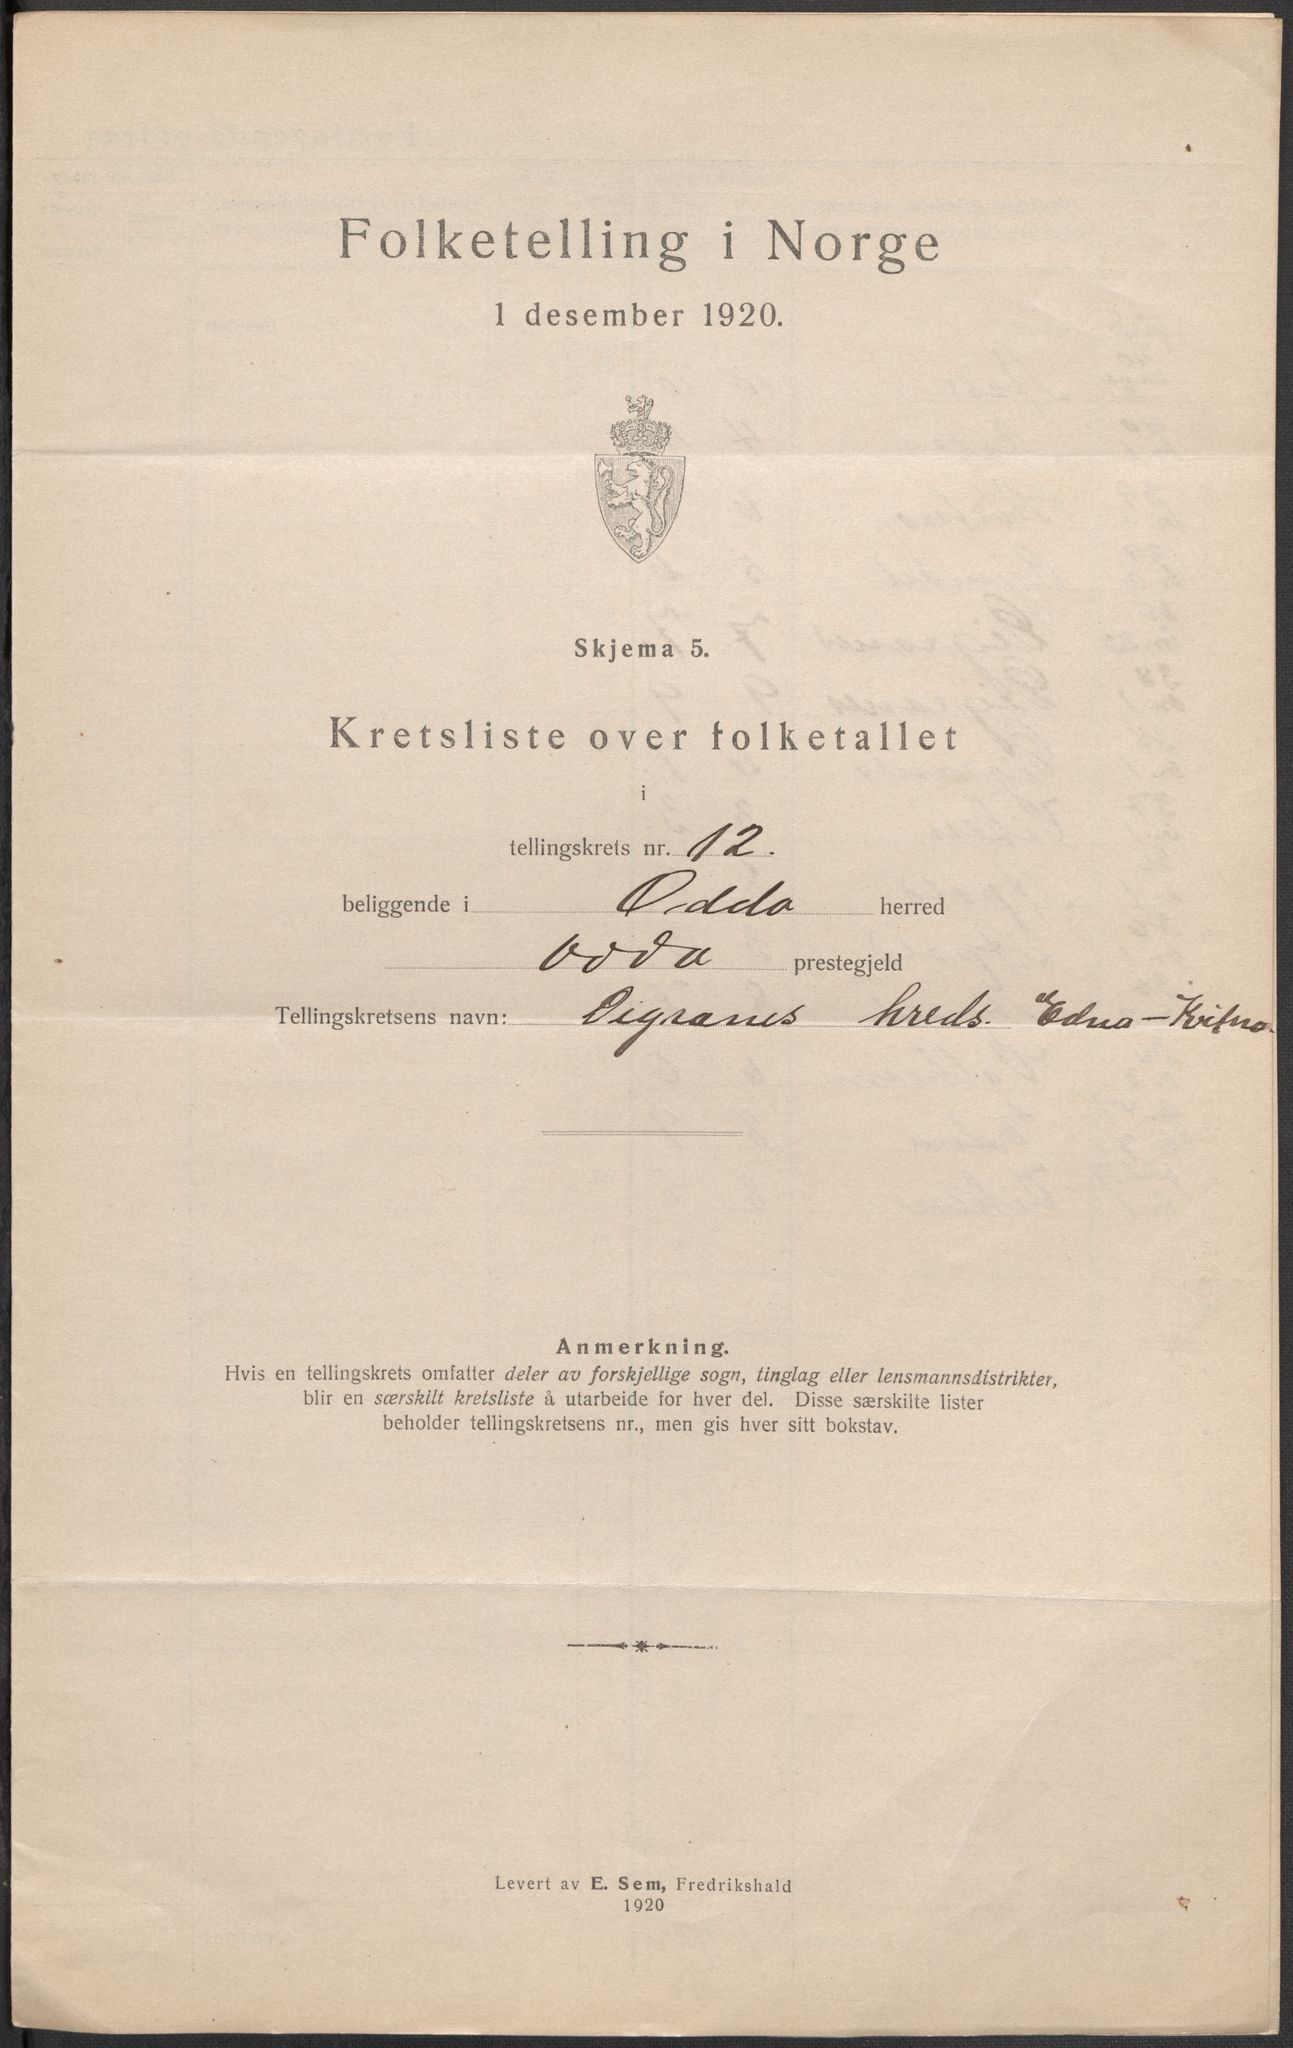 Folketelling i Norge
1 desember 1920.
Skjema 5.
Kretsliste over folketallet
i
tellingskrets nr. 12.
beliggende i Odda herred
Odda prestegjeld
Tellingskretsens navn: Digranes kreds. Edna-Kvitno.
Anmerkning.
Hvis en tellingskrets omfatter deler av forskjellige sogn, tinglag eller lensmannsdistrikter,
blir en særskilt kretsliste å utarbeide for hver del. Disse særskilte lister
beholder tellingskretsens nr., men gis hver sitt bokstav.
Levert av E. Sem, Fredrikshald
1920